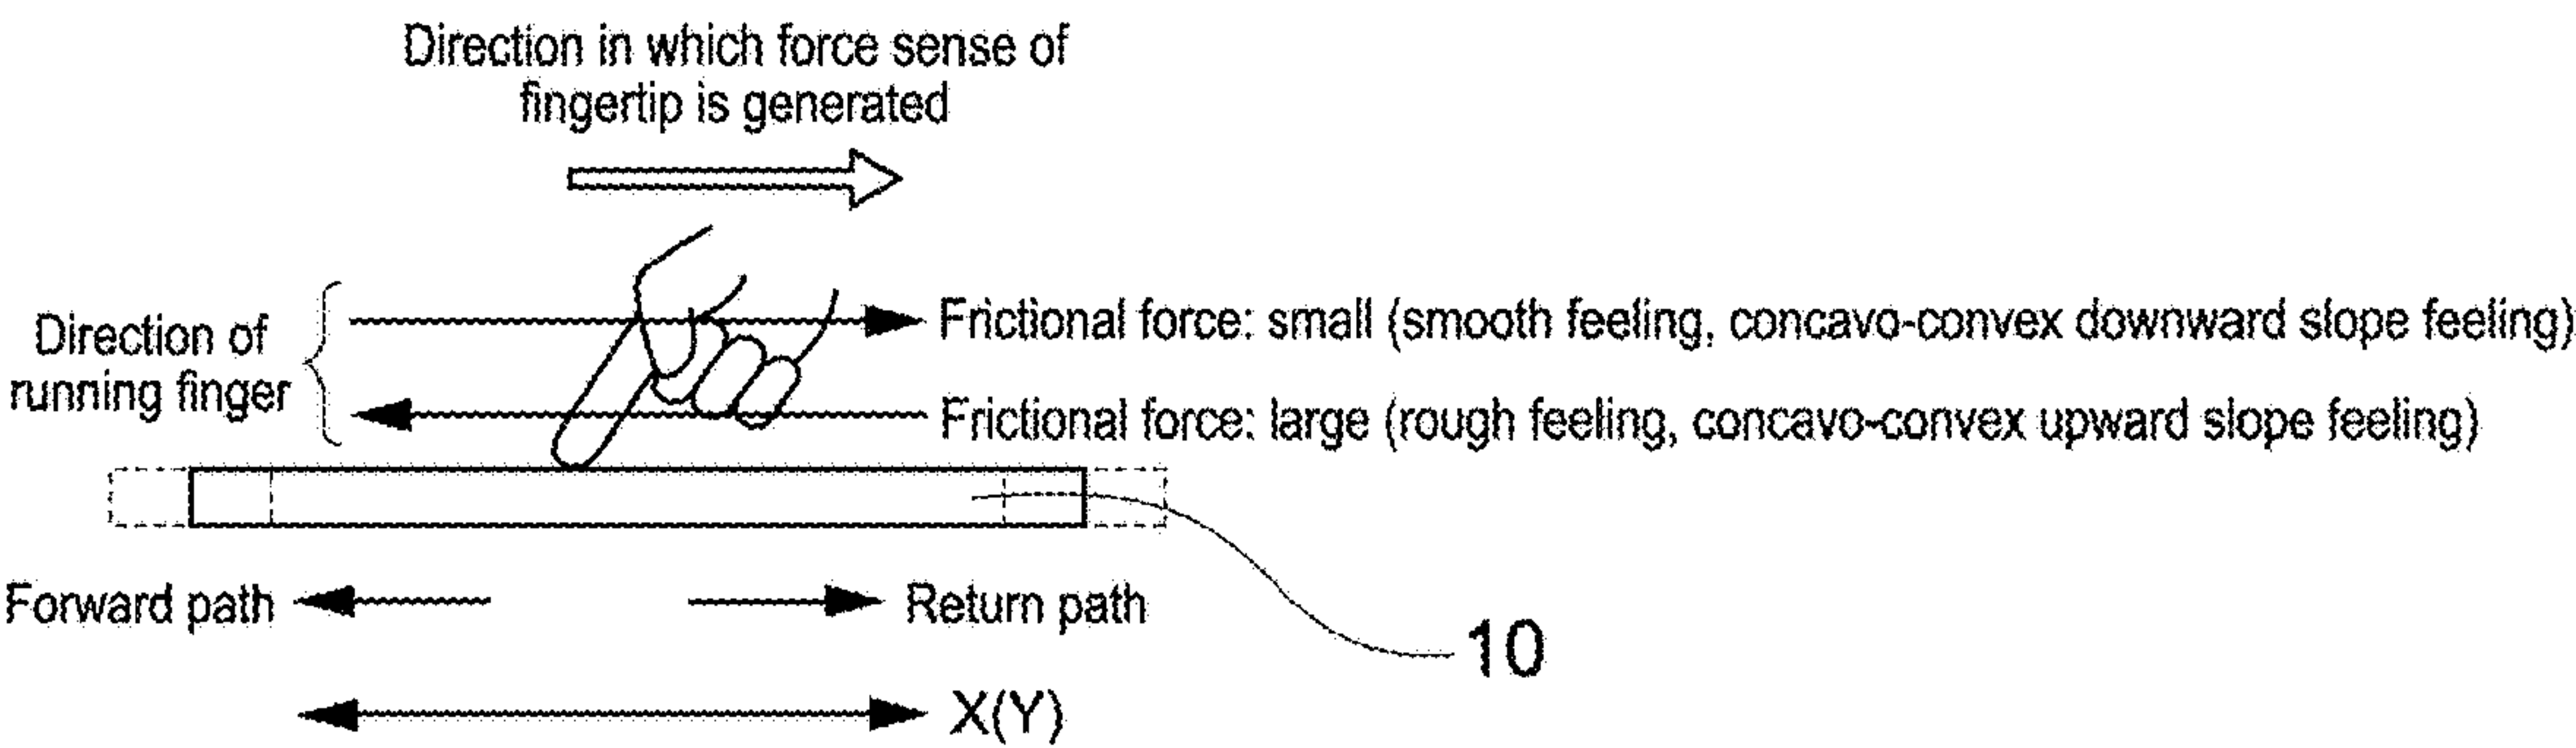 Direction in which force sense of
fingertip is generated
Direction of
running finger
Frictional force: small (smooth feeling, concavo-convex downward slope feeling)
Frictional force: large (rough feeling, concavo-convex upward slope feeling)
Forward path
Return path
10
X(Y)